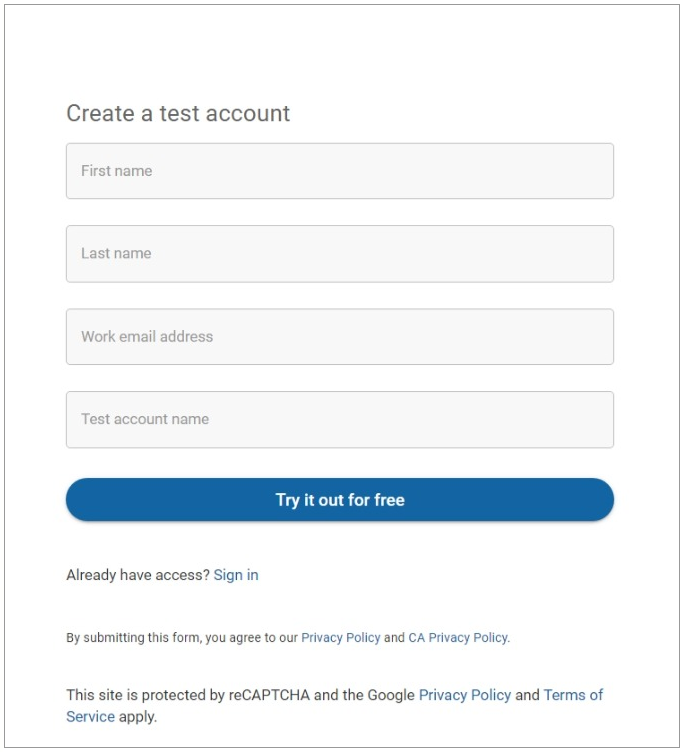 Create a test account
First name
Last name
Work email address
Test account name
Try it out for free
Already have access? Sign in
By submitting this form, you agree to our Privacy Policy and CA Privacy Policy.
This site is protected by reCAPTCHA and the Google Privacy Policy and Terms of
Service apply.